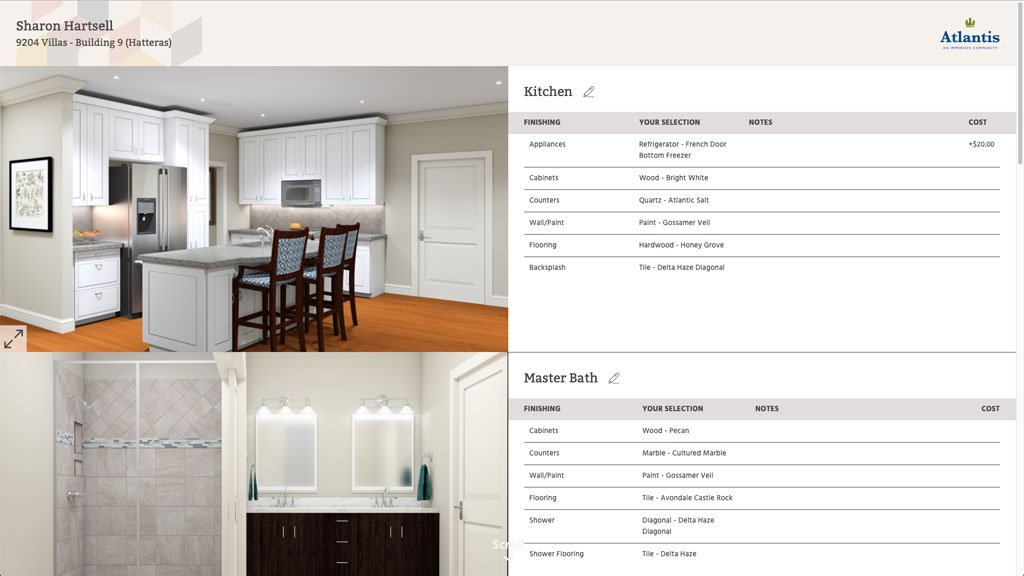 Sharon Hartsell
9204 Villas - Building 9 (Hatteras)
Atlantis
AN IMMERSIVE COMMUNITY
Kitchen
FINISHING YOUR SELECTION NOTES COST
Appliances Refrigerator - French Door +$20.00
Bottom Freezer
Cabinets Wood - Bright White
Counters Quartz - Atlantic Salt
Wall/Paint Paint - Gossamer Veil
Flooring Hardwood - Honey Grove
Backsplash Tile - Delta Haze Diagonal
Master Bath
FINISHING YOUR SELECTION NOTES COST
Cabinets Wood - Pecan
Counters Marble - Cultured Marble
Wall/Paint Paint - Gossamer Veil
Flooring Tile - Avondale Castle Rock
Shower Diagonal - Delta Haze
Diagonal
Scroll
Shower Flooring Tile - Delta Haze